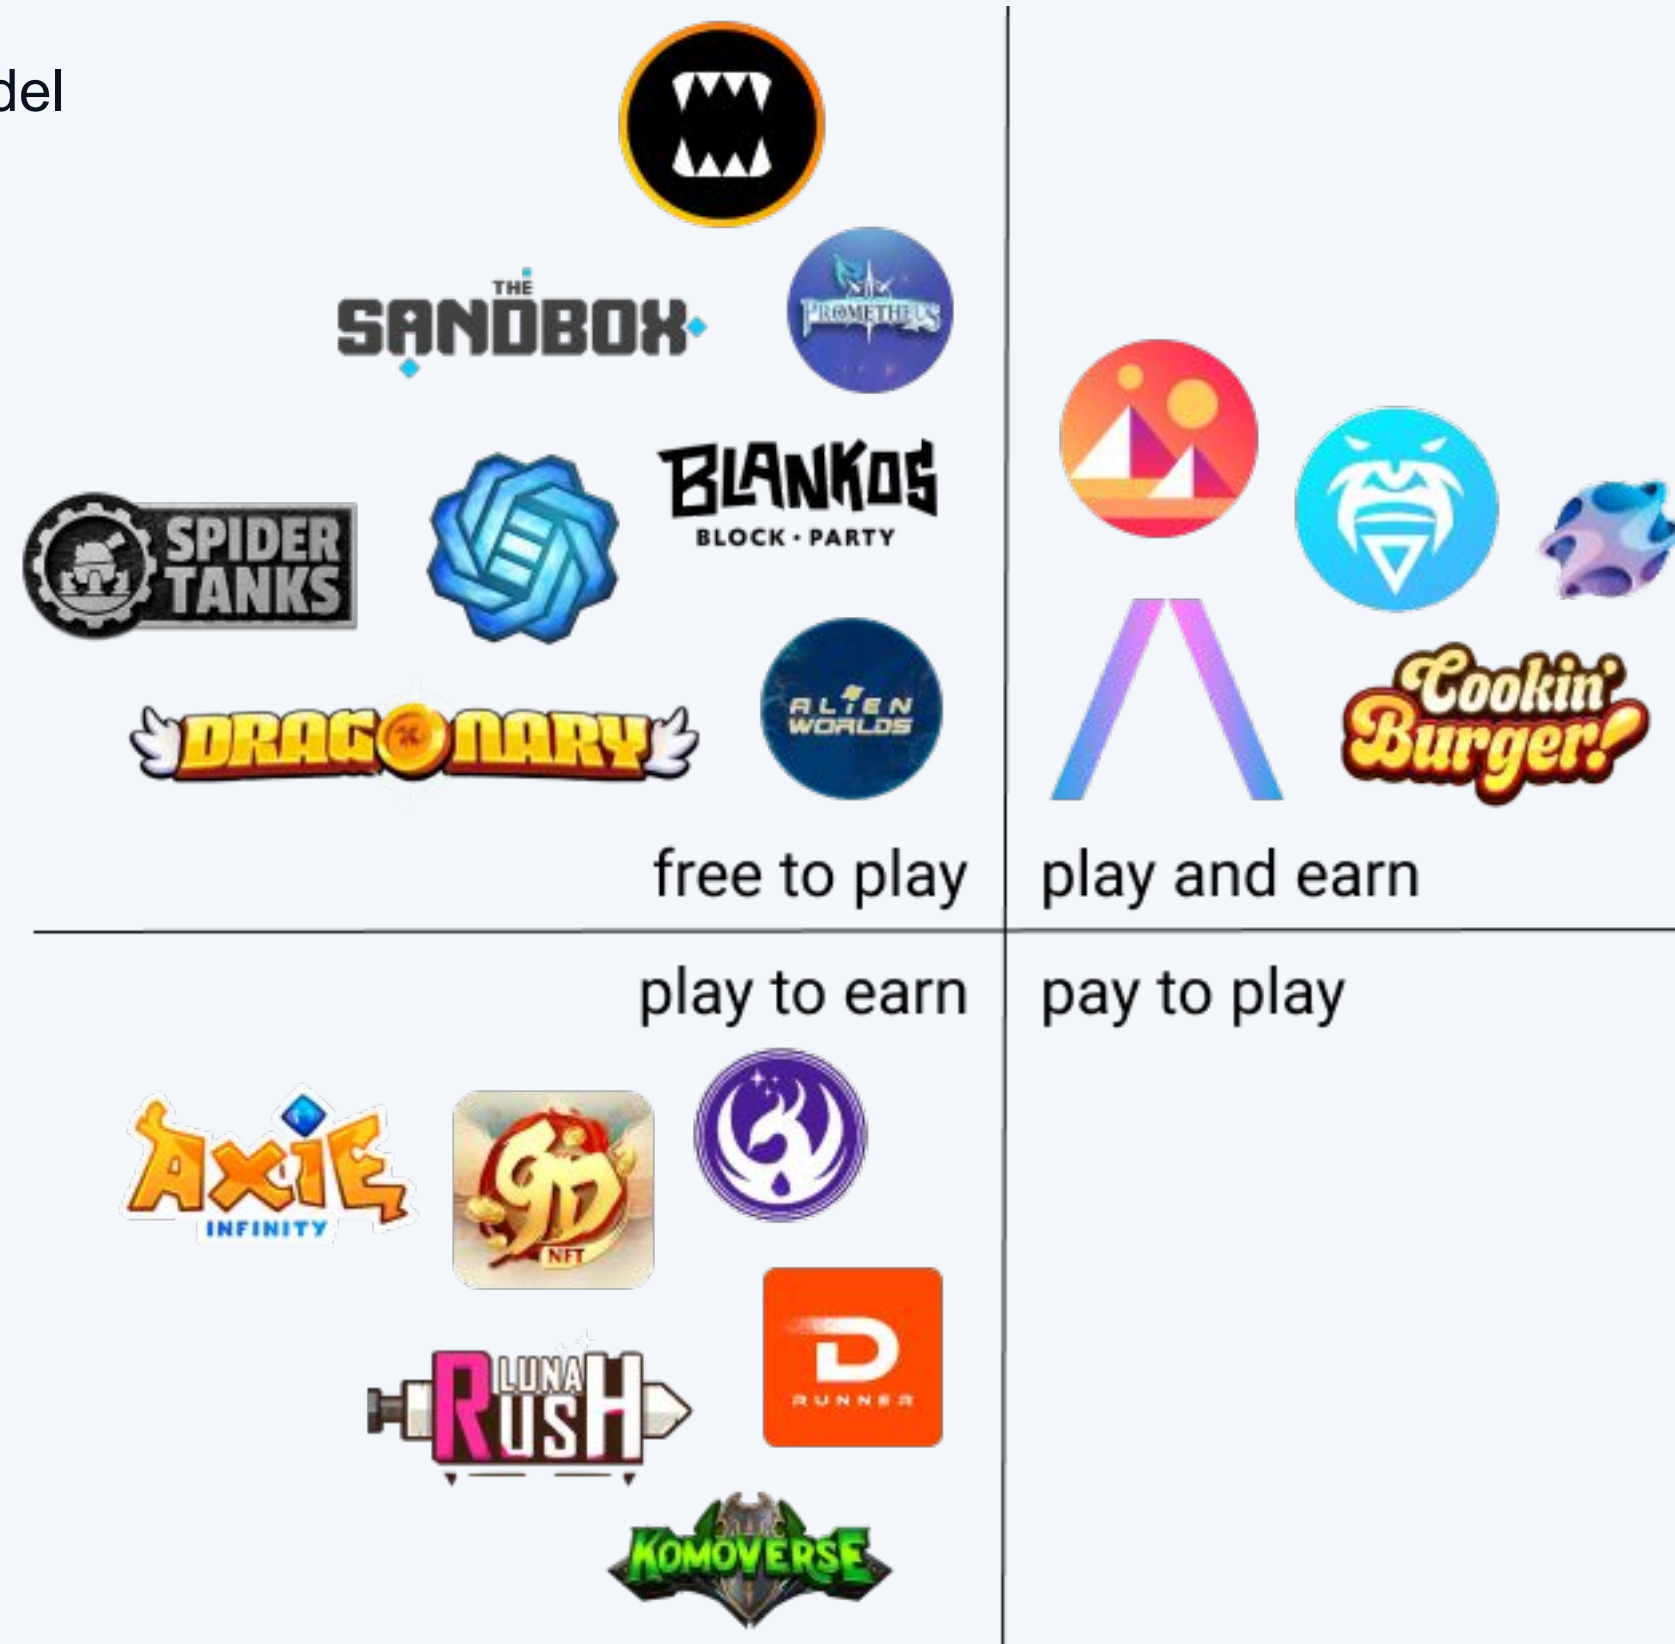 del
THE
SANDBOX
PROMETHEUS
BLANKOS
BLOCK • PARTY
SPIDER
TANKS
ALIEN
WORLDS
DRAGONARY
Cookin'
Burger!
free to play
play and earn
play to earn
pay to play
AXIE
INFINITY
9D
NFT
D
RUNNER
LUNA
RUSH
KOMOVERSE